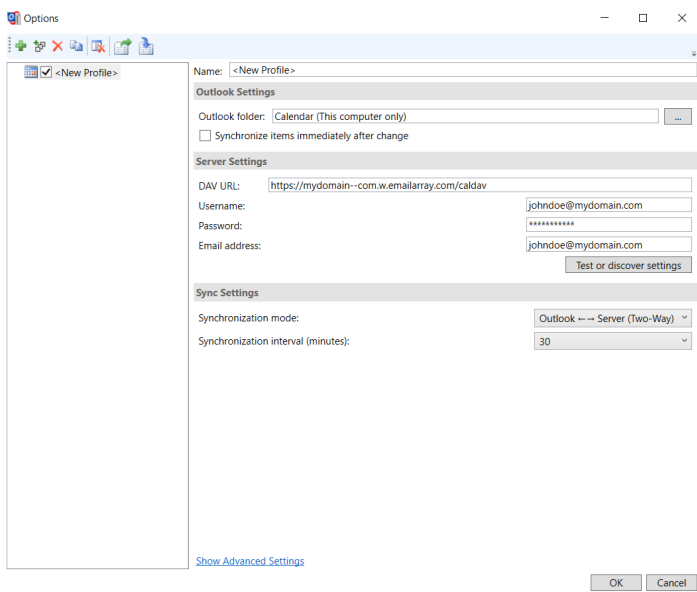 Options
<New Profile>
Name: <New Profile>
Outlook Settings
Outlook folder: Calendar (This computer only) ...
Synchronize items immediately after change
Server Settings
DAV URL: https://mydomain--com.w.emailarray.com/caldav
Username: johndoe@mydomain.com
Password: ***********
Email address: johndoe@mydomain.com
Test or discover settings
Sync Settings
Synchronization mode: Outlook ←→ Server (Two-Way)
Synchronization interval (minutes): 30
Show Advanced Settings
OK Cancel